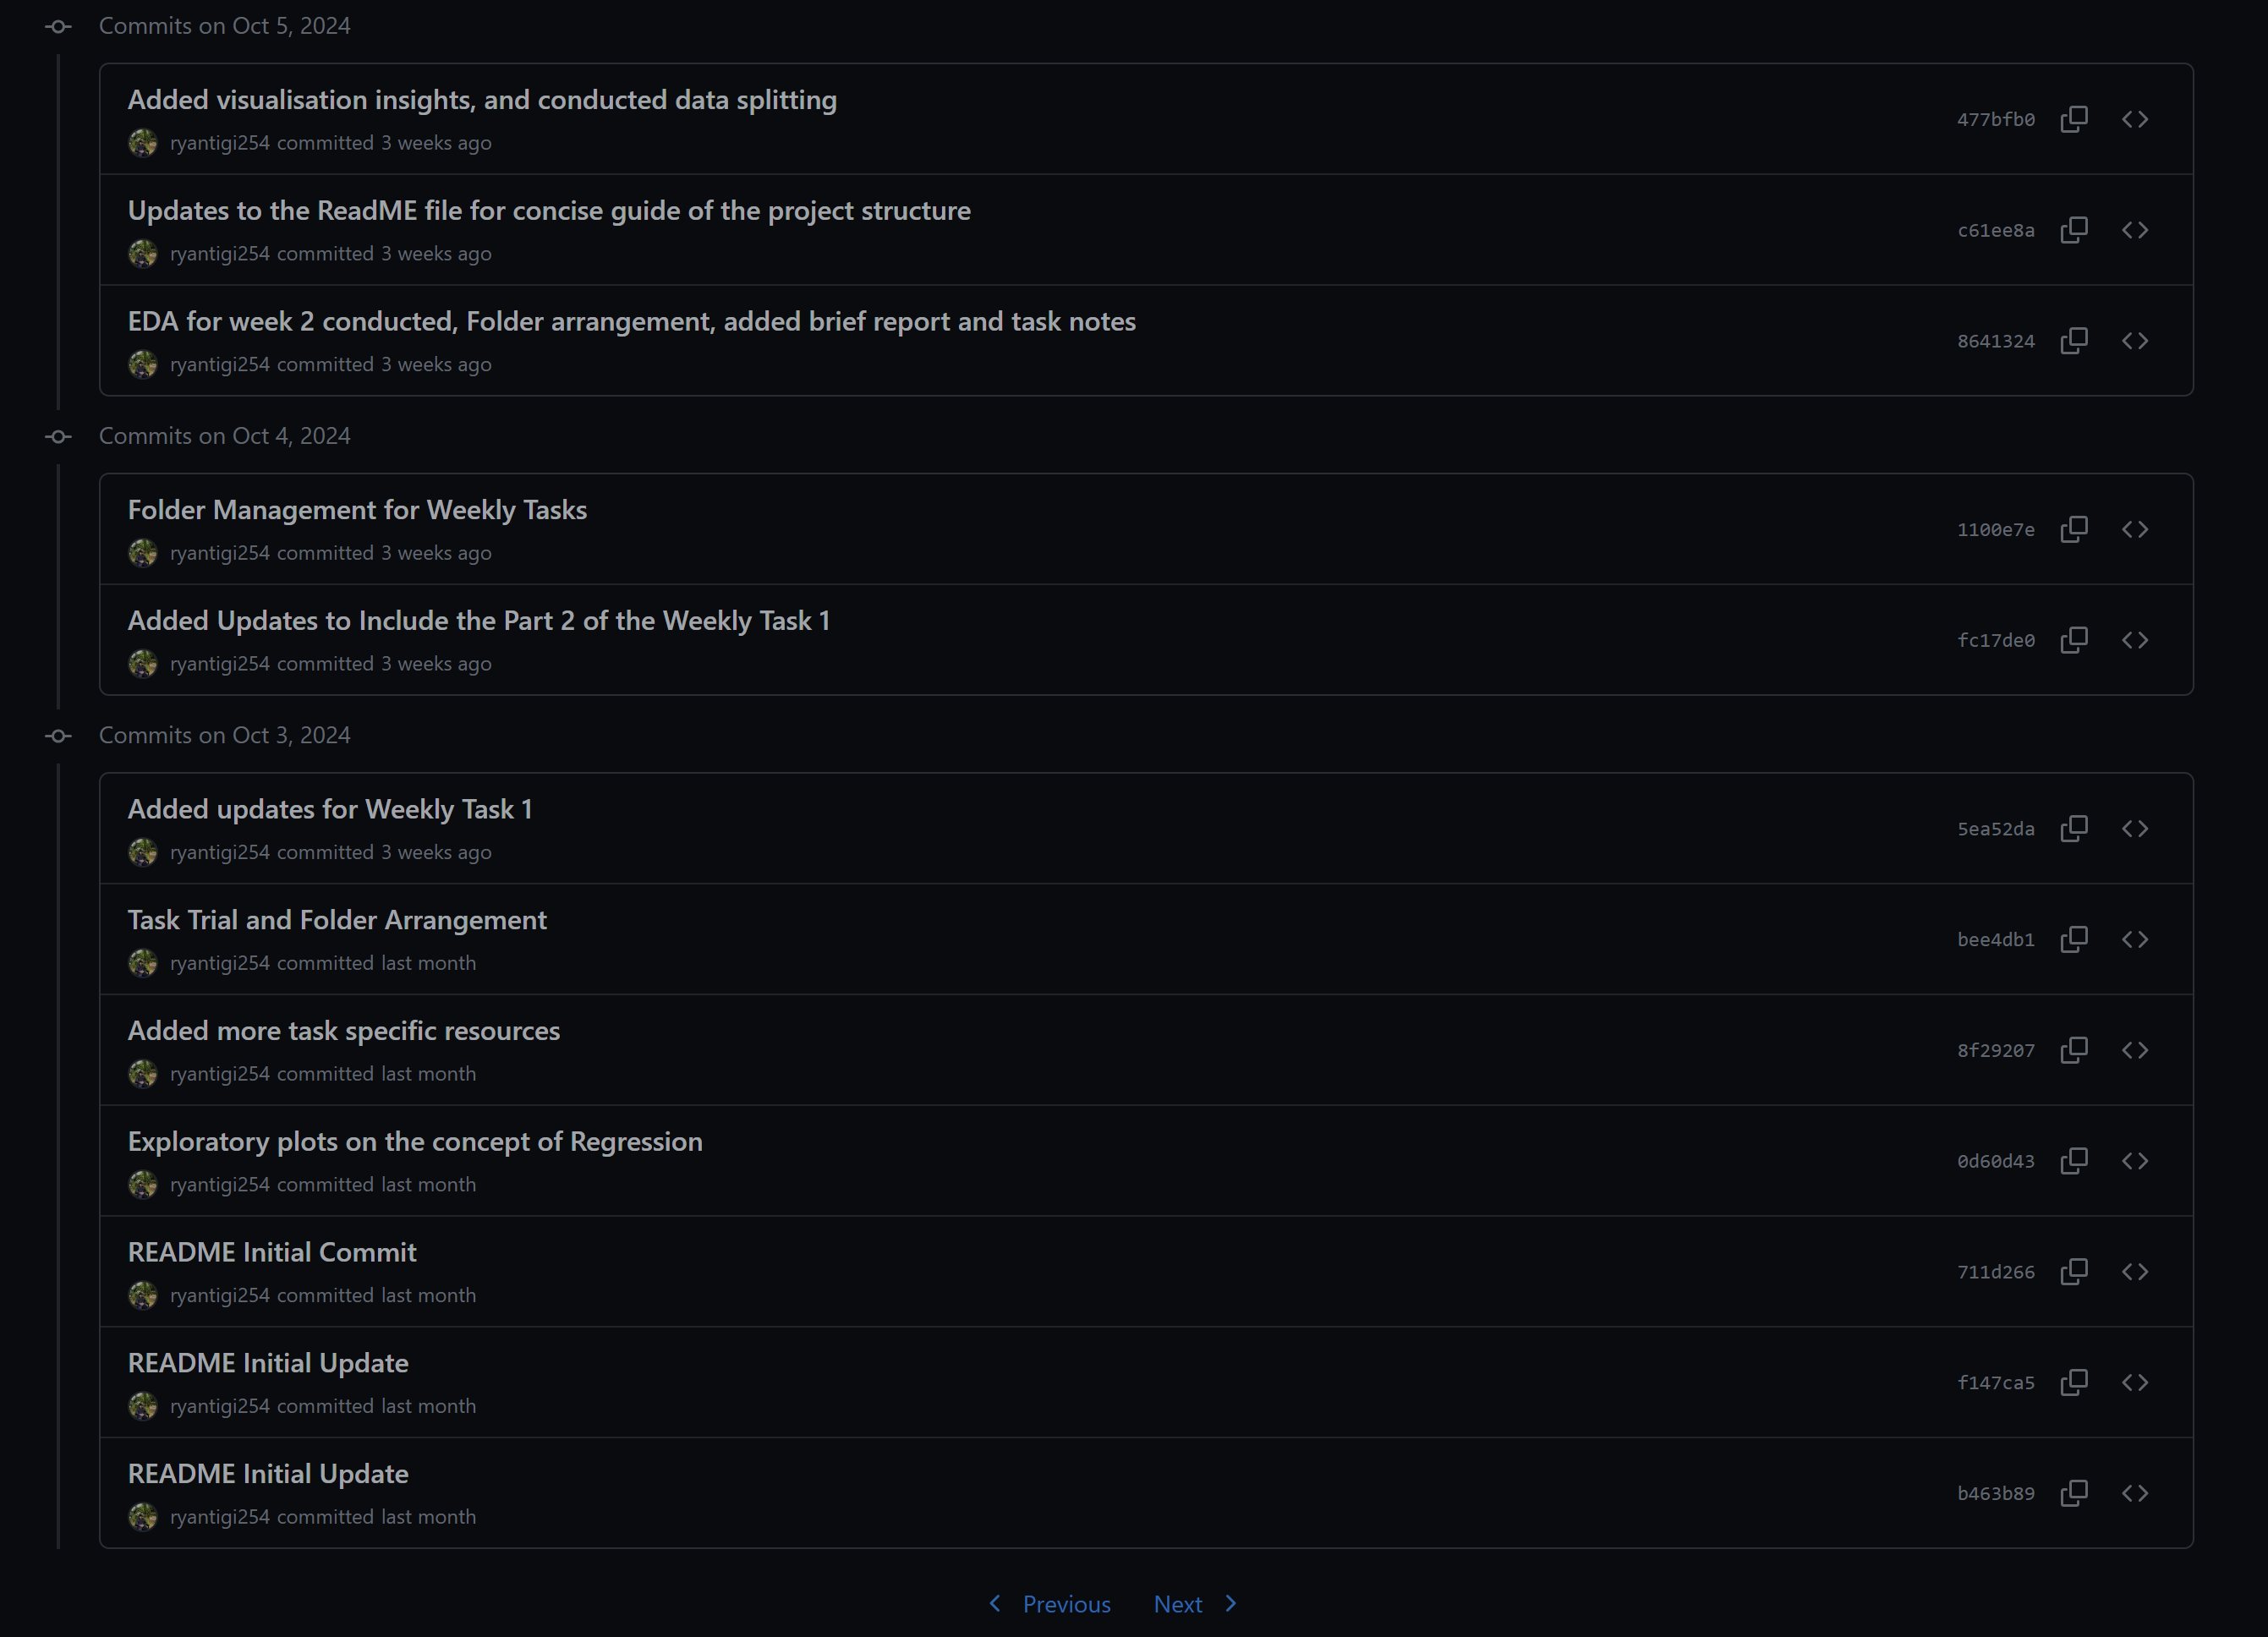 Commits on Oct 5, 2024
Added visualisation insights, and conducted data splitting
477bfb0
ryantigi254 committed 3 weeks ago
Updates to the ReadME file for concise guide of the project structure
c61ee8a
ryantigi254 committed 3 weeks ago
EDA for week 2 conducted, Folder arrangement, added brief report and task notes
8641324
ryantigi254 committed 3 weeks ago
Commits on Oct 4, 2024
Folder Management for Weekly Tasks
1100e7e
ryantigi254 committed 3 weeks ago
Added Updates to Include the Part 2 of the Weekly Task 1
fc17de0
ryantigi254 committed 3 weeks ago
Commits on Oct 3, 2024
Added updates for Weekly Task 1
5ea52da
ryantigi254 committed 3 weeks ago
Task Trial and Folder Arrangement
bee4db1
ryantigi254 committed last month
Added more task specific resources
8f29207
ryantigi254 committed last month
Exploratory plots on the concept of Regression
0d60d43
ryantigi254 committed last month
README Initial Commit
711d266
ryantigi254 committed last month
README Initial Update
f147ca5
ryantigi254 committed last month
README Initial Update
b463b89
ryantigi254 committed last month
Previous Next